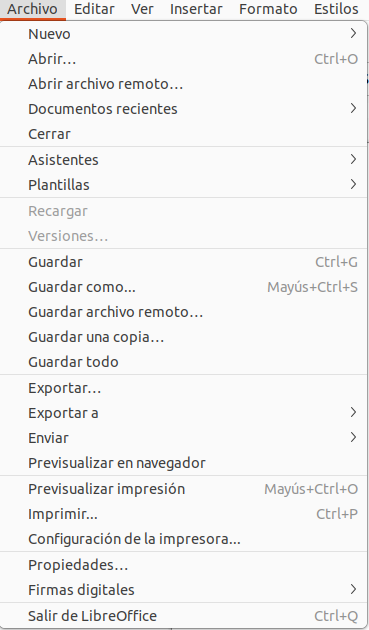 Archivo Editar Ver Insertar Formato Estilos
Nuevo
Abrir... Ctrl+O
Abrir archivo remoto...
Documentos recientes
Cerrar
Asistentes
Plantillas
Recargar
Versiones...
Guardar Ctrl+G
Guardar como... Mayús+Ctrl+S
Guardar archivo remoto...
Guardar una copia...
Guardar todo
Exportar...
Exportar a
Enviar
Previsualizar en navegador
Previsualizar impresión Mayús+Ctrl+O
Imprimir... Ctrl+P
Configuración de la impresora...
Propiedades...
Firmas digitales
Salir de LibreOffice Ctrl+Q